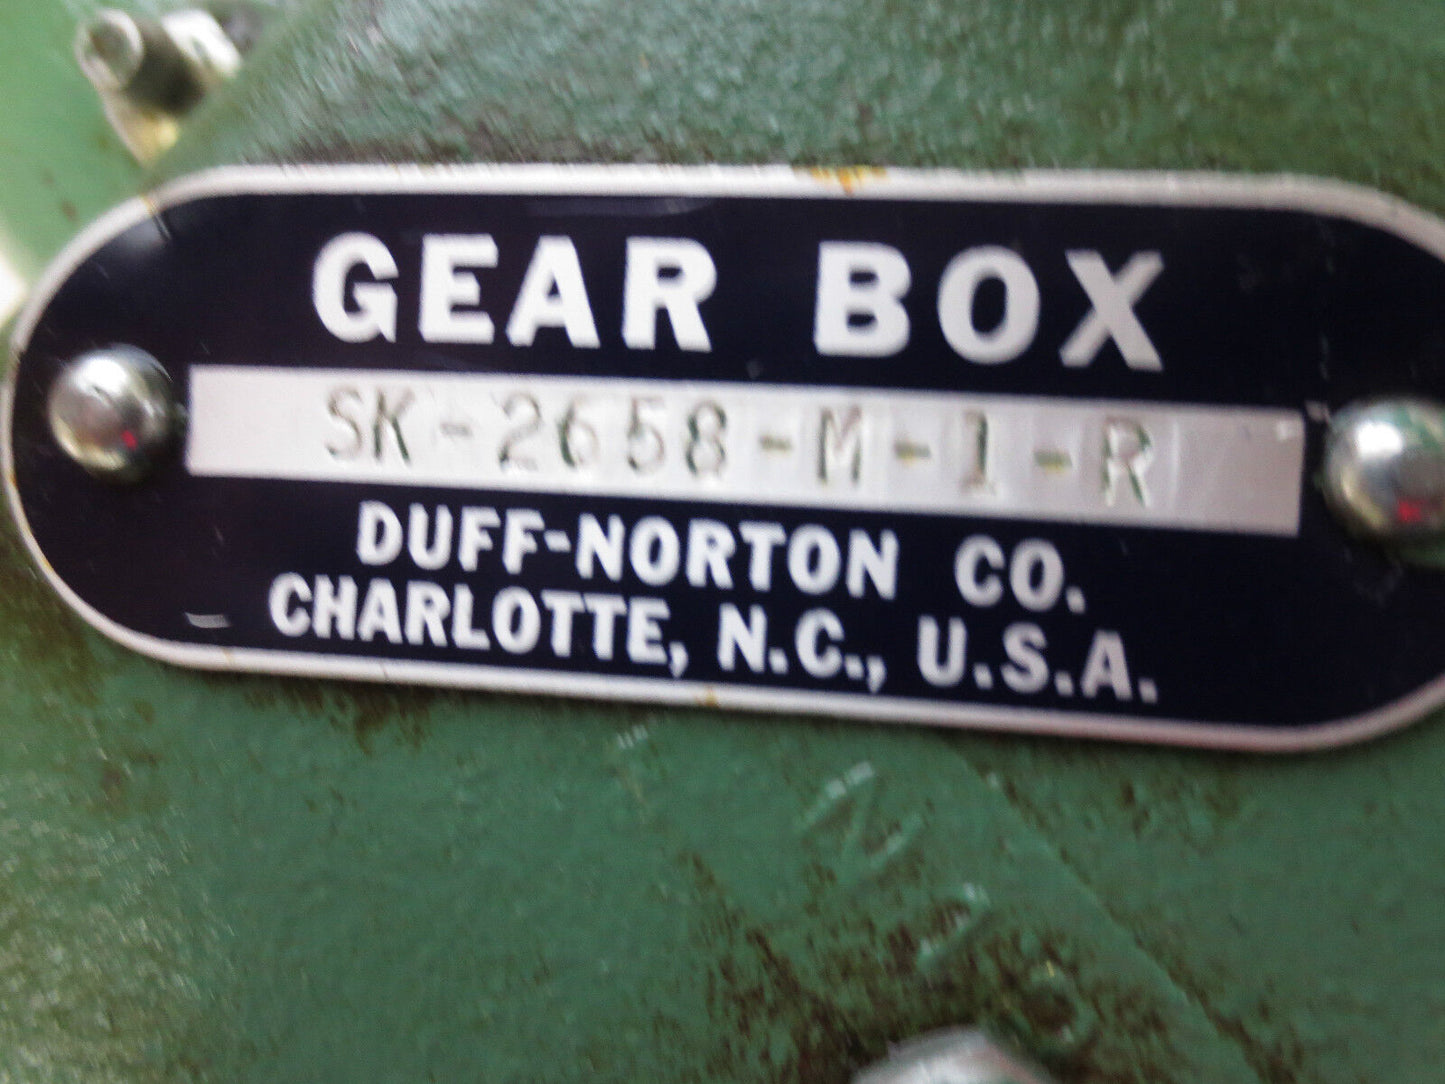 GEAR BOX
SK-2658-M-1-R
DUFF-NORTON CO.
CHARLOTTE, N.C., U.S.A.